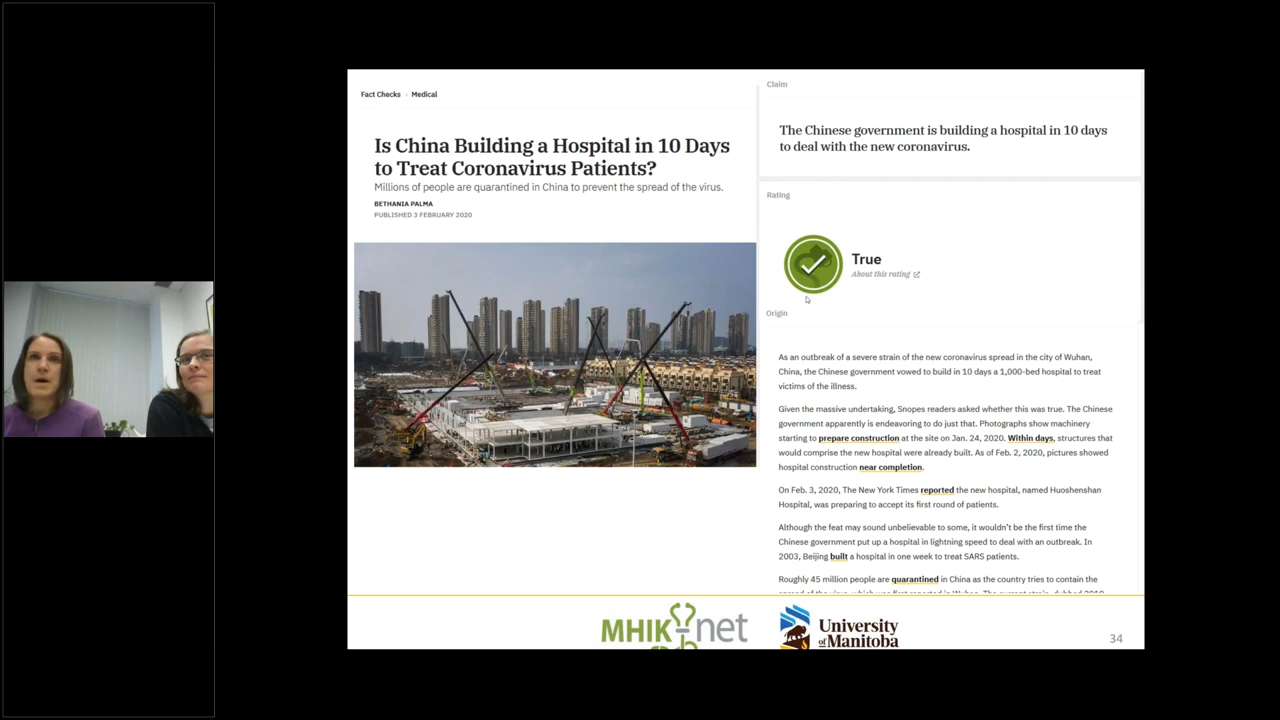 Fact Checks › Medical
Is China Building a Hospital in 10 Days
to Treat Coronavirus Patients?
Millions of people are quarantined in China to prevent the spread of the virus.
BETHANIA PALMA
PUBLISHED 3 FEBRUARY 2020
Claim
The Chinese government is building a hospital in 10 days
to deal with the new coronavirus.
Rating
True
About this rating
Origin
As an outbreak of a severe strain of the new coronavirus spread in the city of Wuhan,
China, the Chinese government vowed to build in 10 days a 1,000-bed hospital to treat
victims of the illness.
Given the massive undertaking, Snopes readers asked whether this was true. The Chinese
government apparently is endeavoring to do just that. Photographs show machinery
starting to prepare construction at the site on Jan. 24, 2020. Within days, structures that
would comprise the new hospital were already built. As of Feb. 2, 2020, pictures showed
hospital construction near completion.
On Feb. 3, 2020, The New York Times reported the new hospital, named Huoshenshan
Hospital, was preparing to accept its first round of patients.
Although the feat may sound unbelievable to some, it wouldn't be the first time the
Chinese government put up a hospital in lightning speed to deal with an outbreak. In
2003, Beijing built a hospital in one week to treat SARS patients.
Roughly 45 million people are quarantined in China as the country tries to contain the
MHIK-net
University
of Manitoba
34